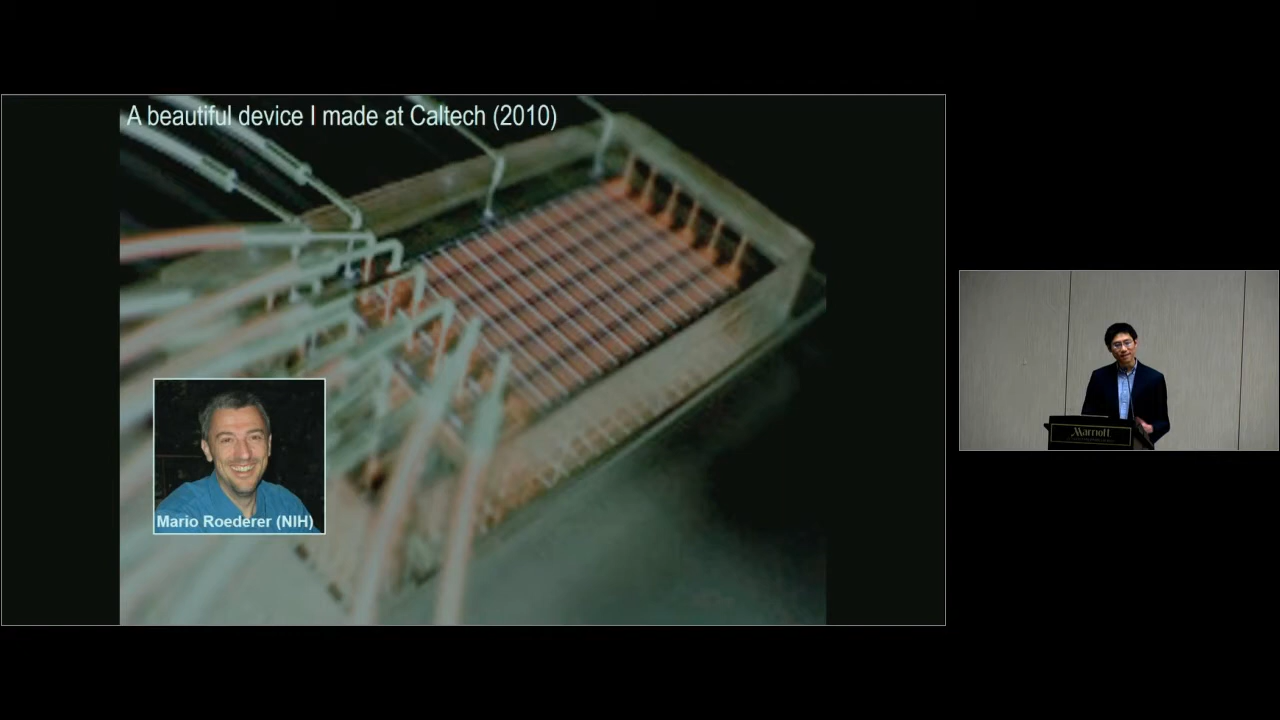 A beautiful device I made at Caltech (2010)
Mario Roederer (NIH)
Marriott